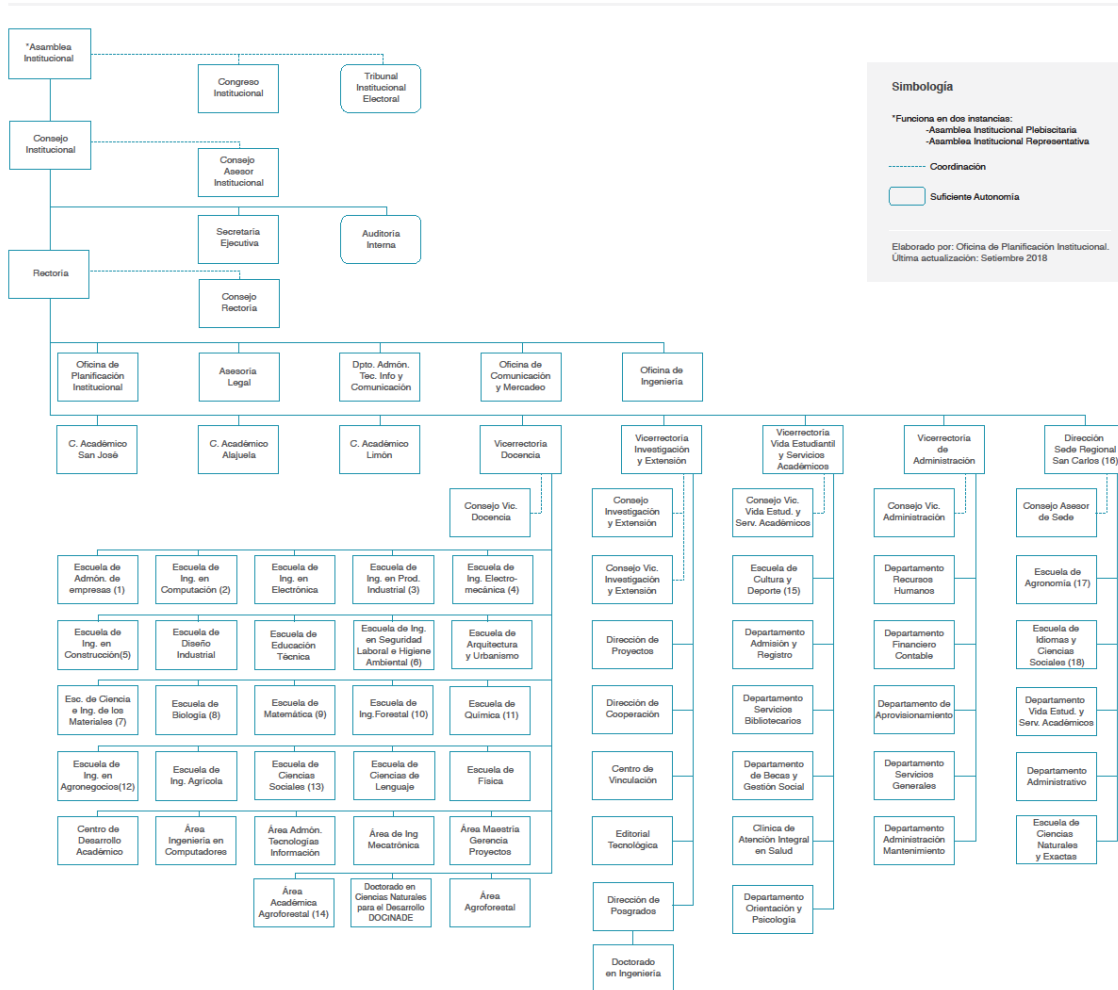 *Asamblea
Institucional
Congreso
Institucional
Tribunal
Institucional
Electoral
Simbología
*Funciona en dos instancias:
-Asamblea Institucional Plebiscitaria
-Asamblea Institucional Representativa
Coordinación
Suficiente Autonomía
Elaborado por: Oficina de Planificación Institucional.
Última actualización: Setiembre 2018
Consejo
Institucional
Consejo
Asesor
Institucional
Secretaria
Ejecutiva
Auditoría
Interna
Rectoría
Consejo
Rectoría
Oficina de
Planificación
Institucional
Asesoría
Legal
Dpto. Admón.
Tec. Info y
Comunicación
Oficina de
Comunicación
y Mercadeo
Oficina de
Ingeniería
C. Académico
San José
C. Académico
Alajuela
C. Académico
Limón
Vicerrectoría
Docencia
Vicerrectoría
Investigación
y Extensión
Vicerrectoría
Vida Estudiantil
y Servicios
Académicos
Vicerrectoría
de
Administración
Dirección
Sede Regional
San Carlos (16)
Consejo Vic.
Docencia
Consejo
Investigación
y Extensión
Consejo Vic.
Vida Estud. y
Serv. Académicos
Consejo Vic.
Administración
Consejo Asesor
de Sede
Escuela de
Admón. de
empresas (1)
Escuela de
Ing. en
Computación (2)
Escuela de
Ing. en
Electrónica
Escuela de
Ing. en Prod.
Industrial (3)
Escuela de
Ing. Electro-
mecánica (4)
Consejo Vic.
Investigación
y Extensión
Escuela de
Cultura y
Deporte (15)
Departamento
Recursos
Humanos
Escuela de
Agronomía (17)
Escuela de
Ing. en
Construcción(5)
Escuela de
Diseño
Industrial
Escuela de
Educación
Técnica
Escuela de Ing.
en Seguridad
Laboral e Higiene
Ambiental (6)
Escuela de
Arquitectura
y Urbanismo
Dirección de
Proyectos
Departamento
Admisión y
Registro
Departamento
Financiero
Contable
Escuela de
Idiomas y
Ciencias
Sociales (18)
Esc. de Ciencia
e Ing. de los
Materiales (7)
Escuela de
Biología (8)
Escuela de
Matemática (9)
Escuela de
Ing.Forestal (10)
Escuela de
Química (11)
Dirección de
Cooperación
Departamento
Servicios
Bibliotecarios
Departamento de
Aprovisionamiento
Departamento
Vida Estud. y
Serv. Académicos
Escuela de
Ing. en
Agronegocios(12)
Escuela de
Ing. Agrícola
Escuela de
Ciencias
Sociales (13)
Escuela de
Ciencias de
Lenguaje
Escuela de
Física
Centro de
Vinculación
Departamento
de Becas y
Gestión Social
Departamento
Servicios
Generales
Departamento
Administrativo
Centro de
Desarrollo
Académico
Área
Ingeniería en
Computadores
Área Admón.
Tecnologías
Información
Área de Ing
Mecatrónica
Área Maestría
Gerencia
Proyectos
Editorial
Tecnológica
Clínica de
Atención Integral
en Salud
Departamento
Administración
Mantenimiento
Escuela de
Ciencias
Naturales
y Exactas
Área
Académica
Agroforestal (14)
Doctorado en
Ciencias Naturales
para el Desarrollo
DOCiNADE
Área
Agroforestal
Dirección de
Posgrados
Departamento
Orientación y
Psicología
Doctorado
en Ingeniería